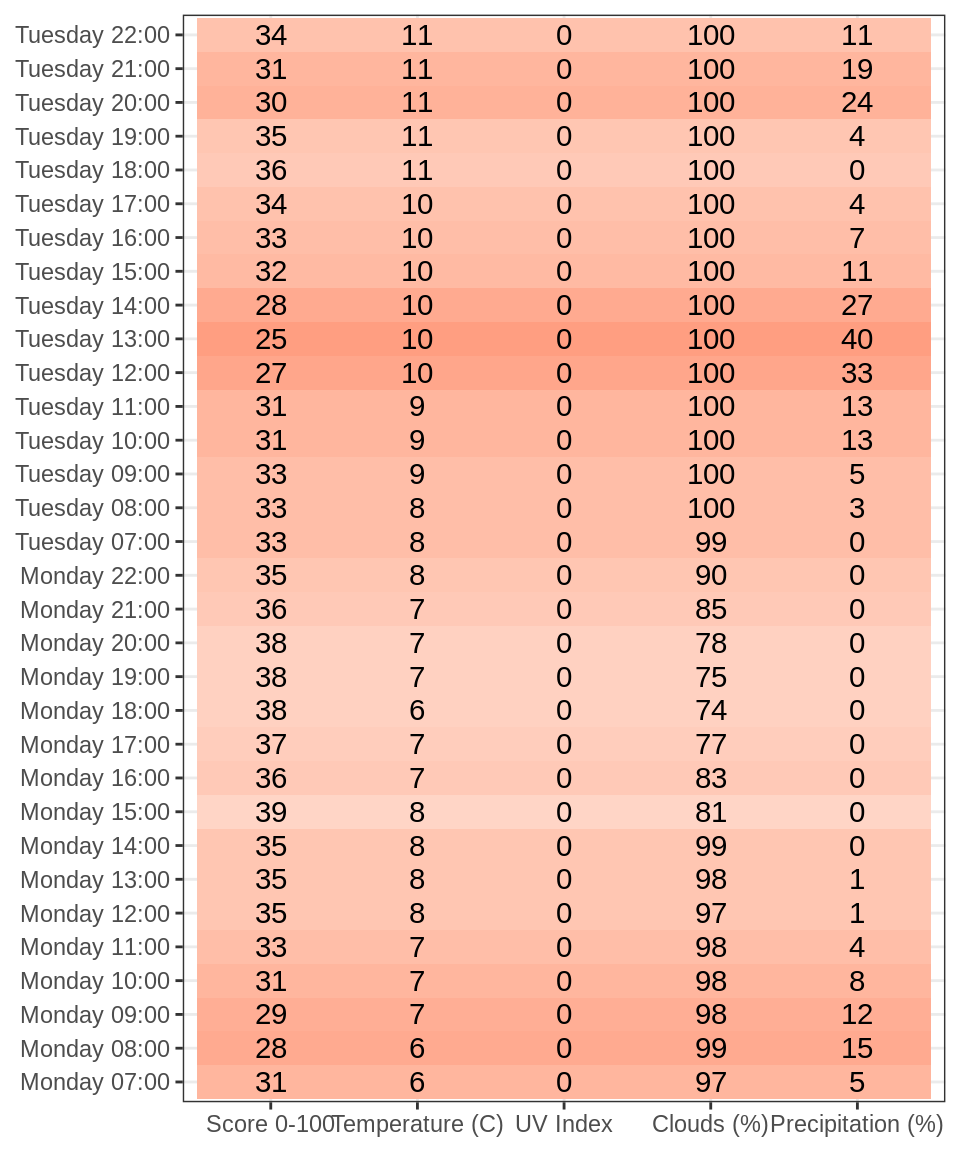 Tuesday 22:00 34 11 0 100 11
Tuesday 21:00 31 11 0 100 19
Tuesday 20:00 30 11 0 100 24
Tuesday 19:00 35 11 0 100 4
Tuesday 18:00 36 11 0 100 0
Tuesday 17:00 34 10 0 100 4
Tuesday 16:00 33 10 0 100 7
Tuesday 15:00 32 10 0 100 11
Tuesday 14:00 28 10 0 100 27
Tuesday 13:00 25 10 0 100 40
Tuesday 12:00 27 10 0 100 33
Tuesday 11:00 31 9 0 100 13
Tuesday 10:00 31 9 0 100 13
Tuesday 09:00 33 9 0 100 5
Tuesday 08:00 33 8 0 100 3
Tuesday 07:00 33 8 0 99 0
Monday 22:00 35 8 0 90 0
Monday 21:00 36 7 0 85 0
Monday 20:00 38 7 0 78 0
Monday 19:00 38 7 0 75 0
Monday 18:00 38 6 0 74 0
Monday 17:00 37 7 0 77 0
Monday 16:00 36 7 0 83 0
Monday 15:00 39 8 0 81 0
Monday 14:00 35 8 0 99 0
Monday 13:00 35 8 0 98 1
Monday 12:00 35 8 0 97 1
Monday 11:00 33 7 0 98 4
Monday 10:00 31 7 0 98 8
Monday 09:00 29 7 0 98 12
Monday 08:00 28 6 0 99 15
Monday 07:00 31 6 0 97 5
Score 0-100 Temperature (C) UV Index Clouds (%) Precipitation (%)